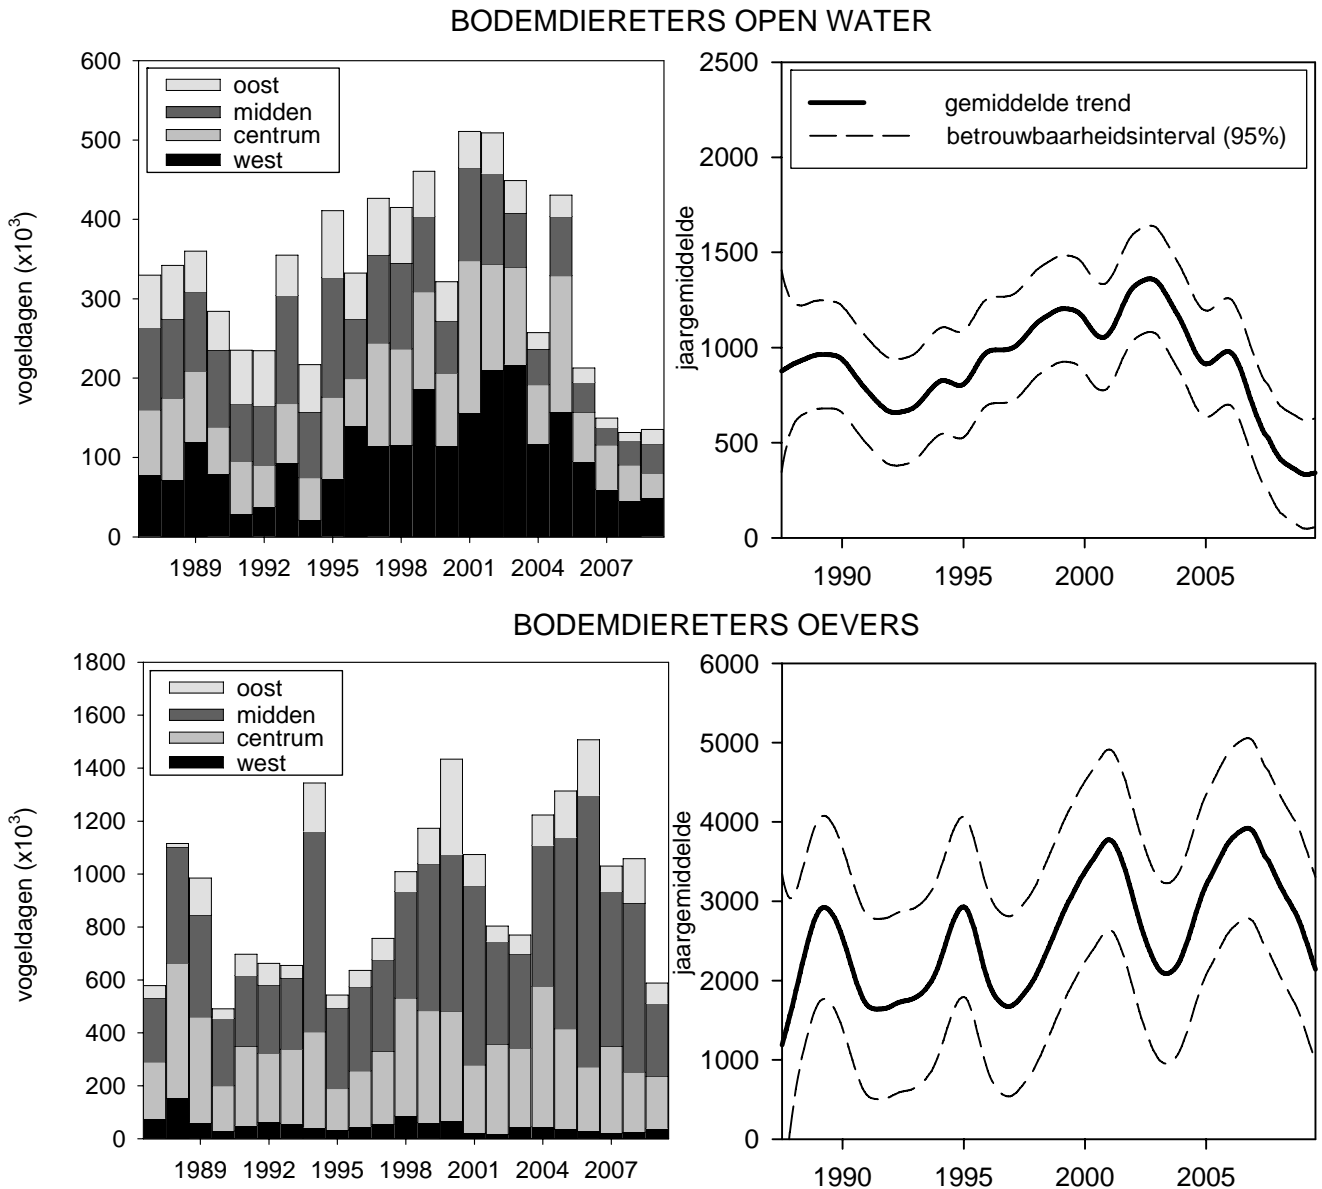 BODEMDIERETERS OPEN WATER
vogeldagen (x10³)
600
500
400
300
200
100
0
oost
midden
centrum
west
1989 1992 1995 1998 2001 2004 2007
jaargemiddelde
2500
2000
1500
1000
500
0
gemiddelde trend
betrouwbaarheidsinterval (95%)
1990 1995 2000 2005
BODEMDIERETERS OEVERS
vogeldagen (x10³)
1800
1600
1400
1200
1000
800
600
400
200
0
oost
midden
centrum
west
1989 1992 1995 1998 2001 2004 2007
jaargemiddelde
6000
5000
4000
3000
2000
1000
0
1990 1995 2000 2005